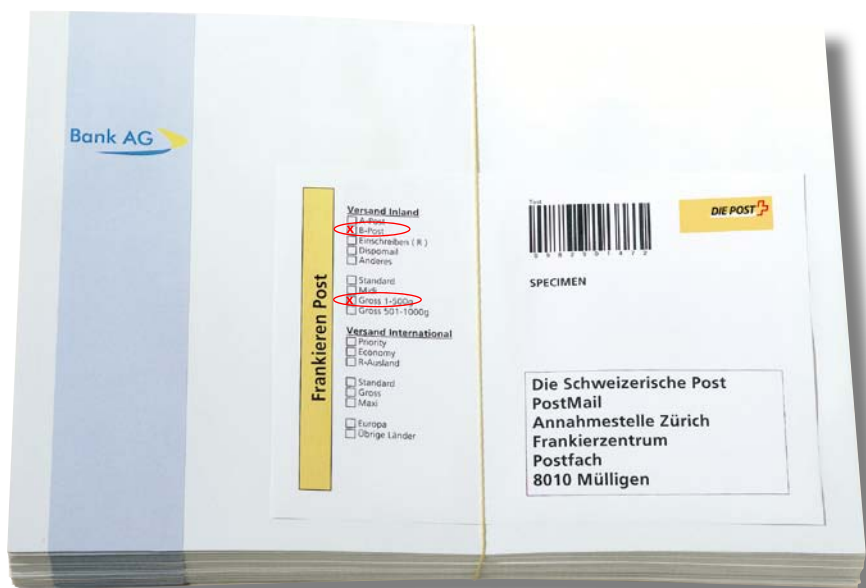 Bank AG
Frankieren Post
Versand Inland
A-Post
X B-Post
Einschreiben ( R )
Dispomail
Anderes
Standard
Midi
X Gross 1-500g
Gross 501-1000g
Versand International
Priority
Economy
R-Ausland
Standard
Gross
Maxi
Europa
Übrige Länder
Text
DIE POST
SPECIMEN
Die Schweizerische Post
PostMail
Annahmestelle Zürich
Frankierzentrum
Postfach
8010 Mülligen